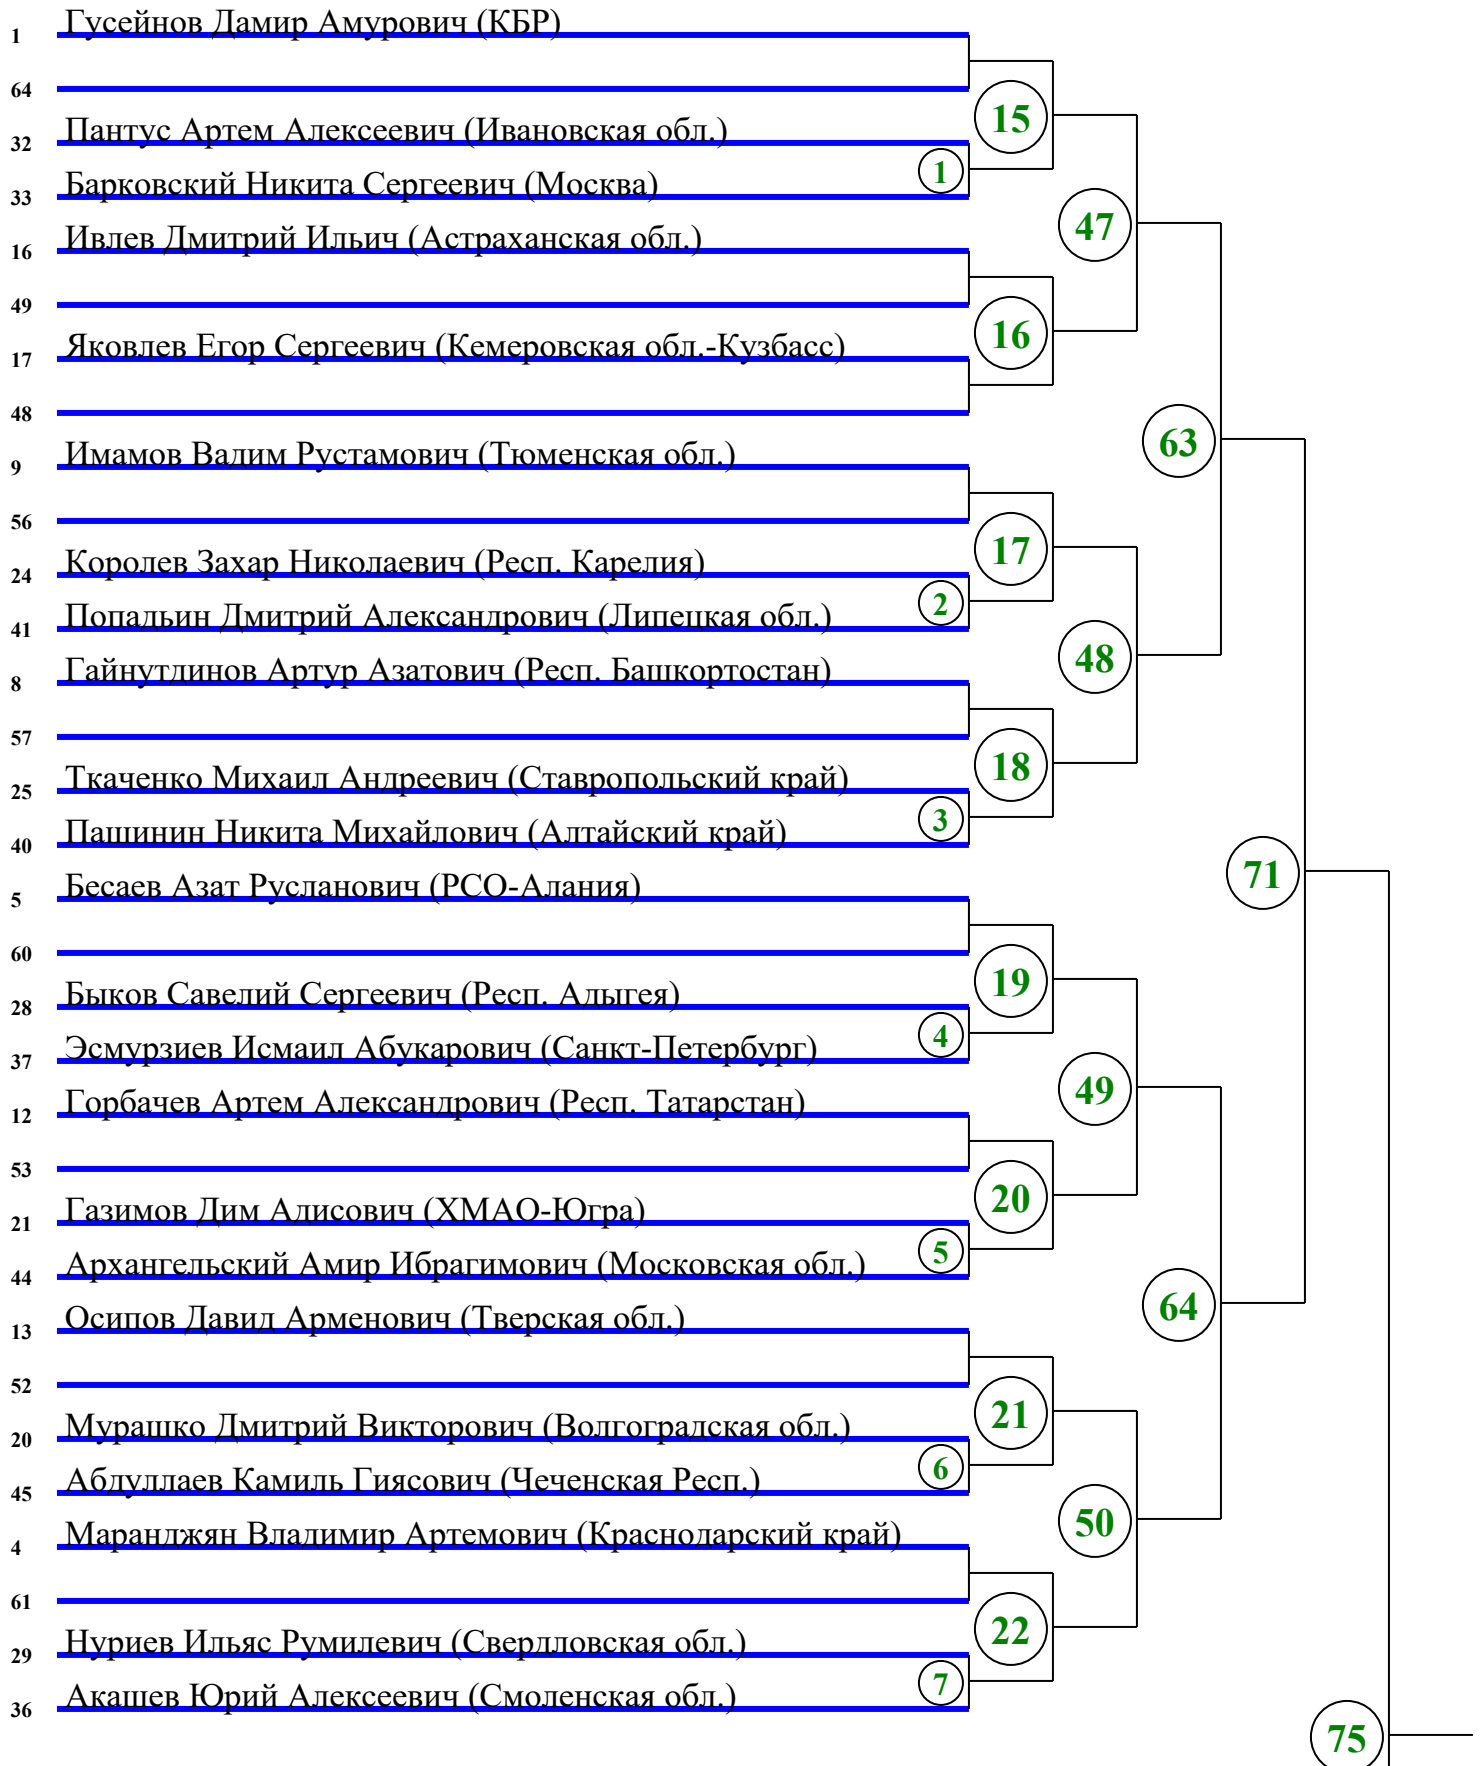 1 Гусейнов Дамир Амурович (КБР)
64
15
32 Пантус Артем Алексеевич (Ивановская обл.)
1
33 Барковский Никита Сергеевич (Москва)
47
16 Ивлев Дмитрий Ильич (Астраханская обл.)
49
16
17 Яковлев Егор Сергеевич (Кемеровская обл.-Кузбасс)
48
63
9 Имамов Вадим Рустамович (Тюменская обл.)
56
17
24 Королев Захар Николаевич (Респ. Карелия)
2
41 Попадьин Дмитрий Александрович (Липецкая обл.)
48
8 Гайнутдинов Артур Азатович (Респ. Башкортостан)
57
18
25 Ткаченко Михаил Андреевич (Ставропольский край)
3
40 Пашинин Никита Михайлович (Алтайский край)
71
5 Бесаев Азат Русланович (РСО-Алания)
60
19
28 Быков Савелий Сергеевич (Респ. Адыгея)
4
37 Эсмурзиев Исмаил Абукарович (Санкт-Петербург)
49
12 Горбачев Артем Александрович (Респ. Татарстан)
53
20
21 Газимов Дим Адисович (ХМАО-Югра)
5
44 Архангельский Амир Ибрагимович (Московская обл.)
64
13 Осипов Давид Арменович (Тверская обл.)
52
21
20 Мурашко Дмитрий Викторович (Волгоградская обл.)
6
45 Абдуллаев Камиль Гиясович (Чеченская Респ.)
50
4 Маранджян Владимир Артемович (Краснодарский край)
61
22
29 Нуриев Ильяс Румилевич (Свердловская обл.)
7
36 Акашев Юрий Алексеевич (Смоленская обл.)
75